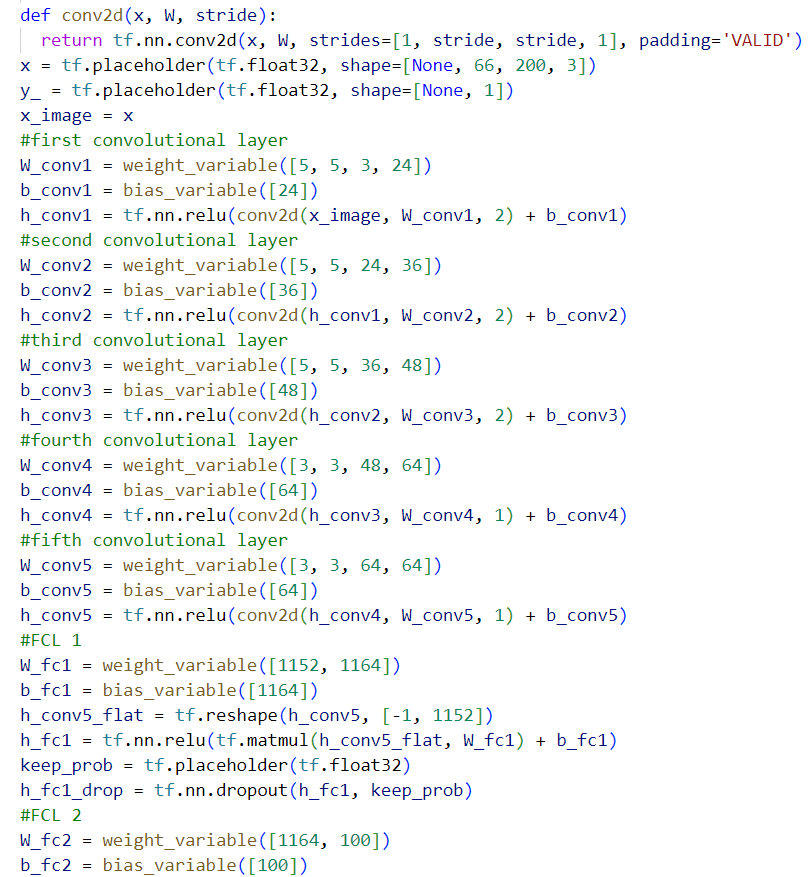 def conv2d(x, W, stride):
  return tf.nn.conv2d(x, W, strides=[1, stride, stride, 1], padding='VALID')
x = tf.placeholder(tf.float32, shape=[None, 66, 200, 3])
y_ = tf.placeholder(tf.float32, shape=[None, 1])
x_image = x
#first convolutional layer
W_conv1 = weight_variable([5, 5, 3, 24])
b_conv1 = bias_variable([24])
h_conv1 = tf.nn.relu(conv2d(x_image, W_conv1, 2) + b_conv1)
#second convolutional layer
W_conv2 = weight_variable([5, 5, 24, 36])
b_conv2 = bias_variable([36])
h_conv2 = tf.nn.relu(conv2d(h_conv1, W_conv2, 2) + b_conv2)
#third convolutional layer
W_conv3 = weight_variable([5, 5, 36, 48])
b_conv3 = bias_variable([48])
h_conv3 = tf.nn.relu(conv2d(h_conv2, W_conv3, 2) + b_conv3)
#fourth convolutional layer
W_conv4 = weight_variable([3, 3, 48, 64])
b_conv4 = bias_variable([64])
h_conv4 = tf.nn.relu(conv2d(h_conv3, W_conv4, 1) + b_conv4)
#fifth convolutional layer
W_conv5 = weight_variable([3, 3, 64, 64])
b_conv5 = bias_variable([64])
h_conv5 = tf.nn.relu(conv2d(h_conv4, W_conv5, 1) + b_conv5)
#FCL 1
W_fc1 = weight_variable([1152, 1164])
b_fc1 = bias_variable([1164])
h_conv5_flat = tf.reshape(h_conv5, [-1, 1152])
h_fc1 = tf.nn.relu(tf.matmul(h_conv5_flat, W_fc1) + b_fc1)
keep_prob = tf.placeholder(tf.float32)
h_fc1_drop = tf.nn.dropout(h_fc1, keep_prob)
#FCL 2
W_fc2 = weight_variable([1164, 100])
b_fc2 = bias_variable([100])